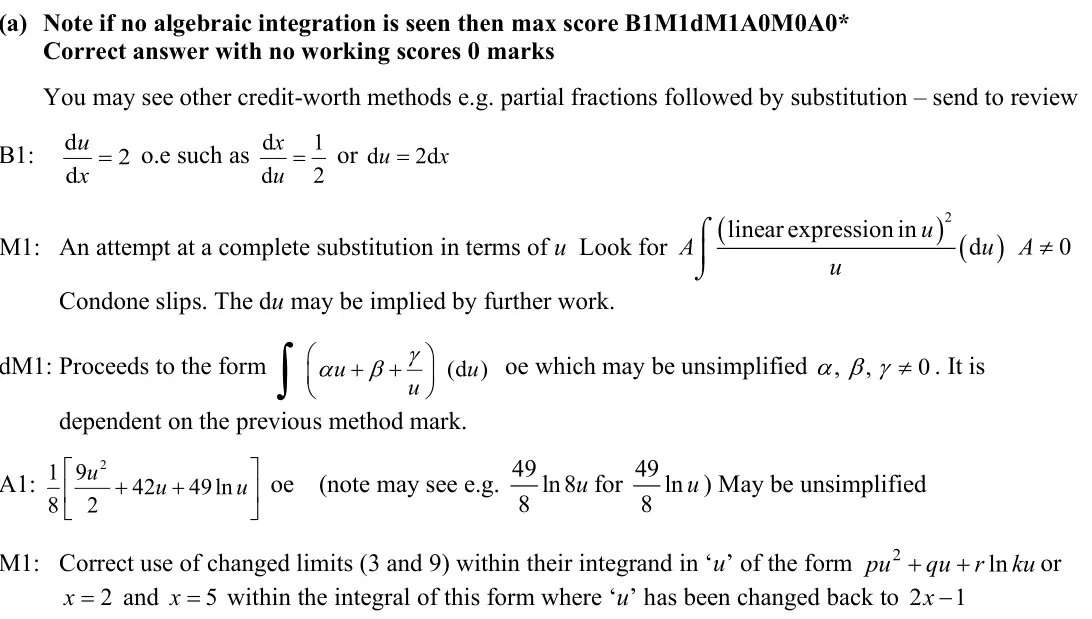 (a) Note if no algebraic integration is seen then max score B1M1dM1A0M0A0*
Correct answer with no working scores 0 marks
You may see other credit-worth methods e.g. partial fractions followed by substitution – send to review
B1: du/dx = 2 o.e such as dx/du = 1/2 or du = 2dx
M1: An attempt at a complete substitution in terms of u Look for A∫ (linear expression in u)²/u (du) A ≠ 0
Condone slips. The du may be implied by further work.
dM1: Proceeds to the form ∫ (αu + β + γ/u) (du) oe which may be unsimplified α, β, γ ≠ 0. It is
dependent on the previous method mark.
A1: 1/8 [9u²/2 + 42u + 49 ln u] oe (note may see e.g. 49/8 ln 8u for 49/8 ln u) May be unsimplified
M1: Correct use of changed limits (3 and 9) within their integrand in ‘u’ of the form pu² + qu + r ln ku or
x = 2 and x = 5 within the integral of this form where ‘u’ has been changed back to 2x − 1